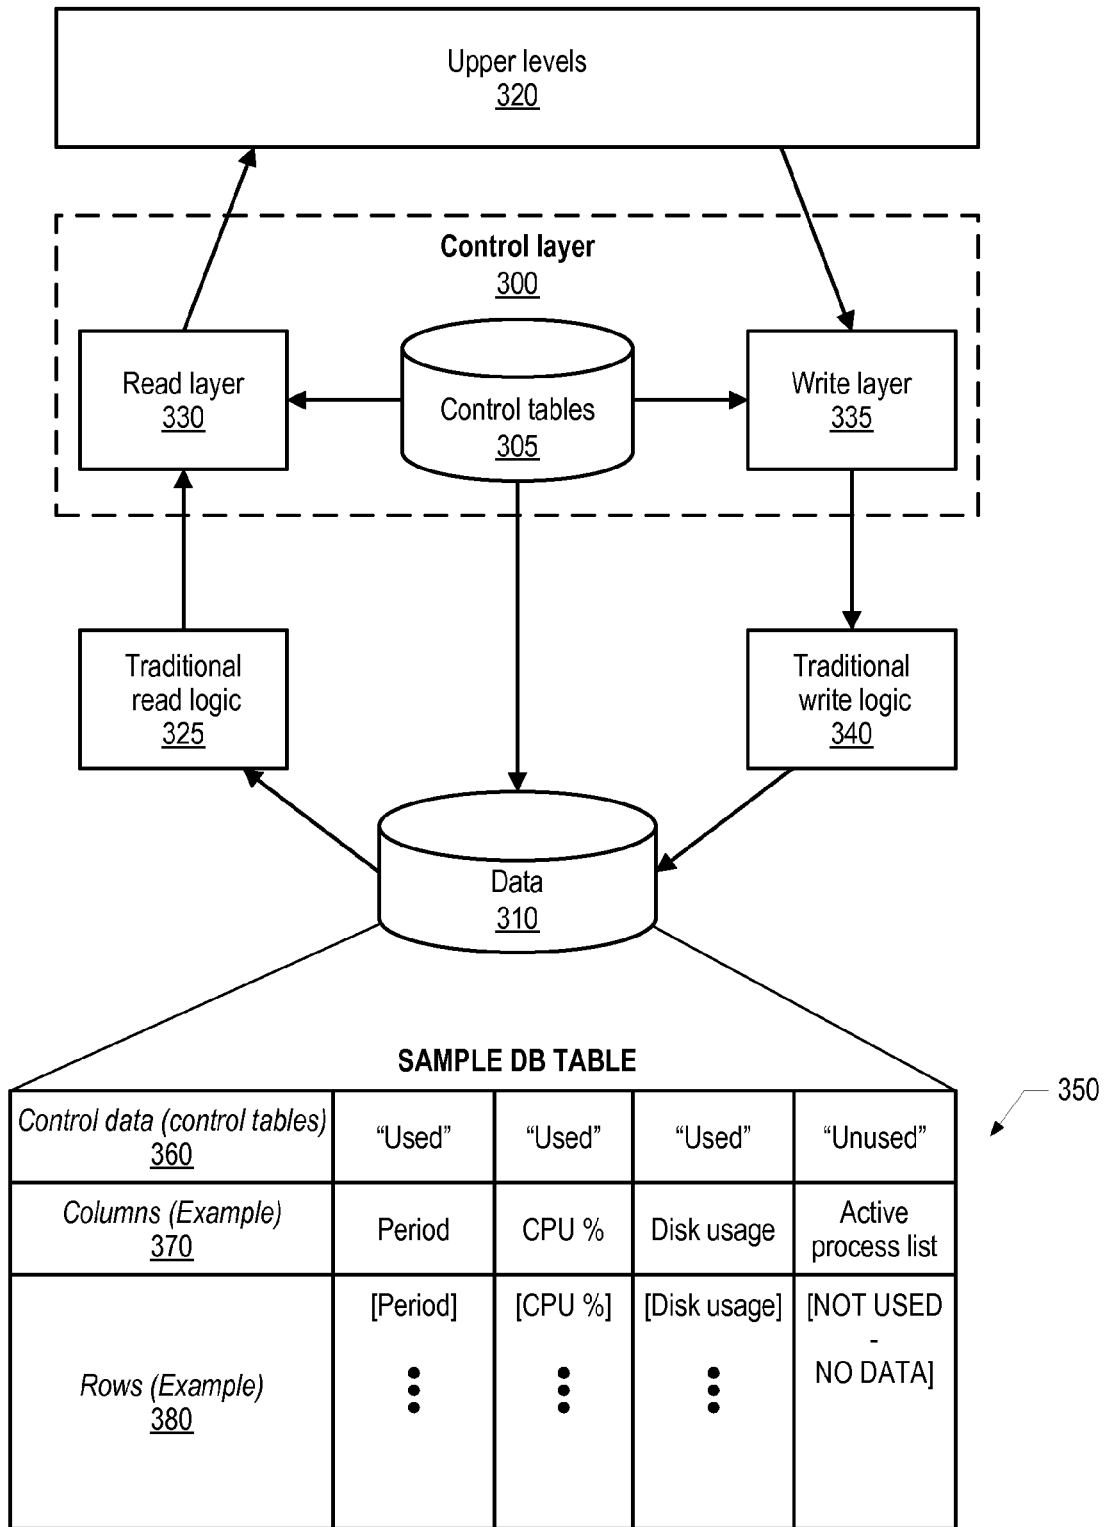 Upper levels
320
Control layer
300
Read layer
330
Control tables
305
Write layer
335
Traditional
read logic
325
Traditional
write logic
340
Data
310
SAMPLE DB TABLE
350
Control data (control tables)
360
“Used”
“Used”
“Used”
“Unused”
Columns (Example)
370
Period
CPU %
Disk usage
Active
process list
Rows (Example)
380
[Period]
[CPU %]
[Disk usage]
[NOT USED
-
NO DATA]